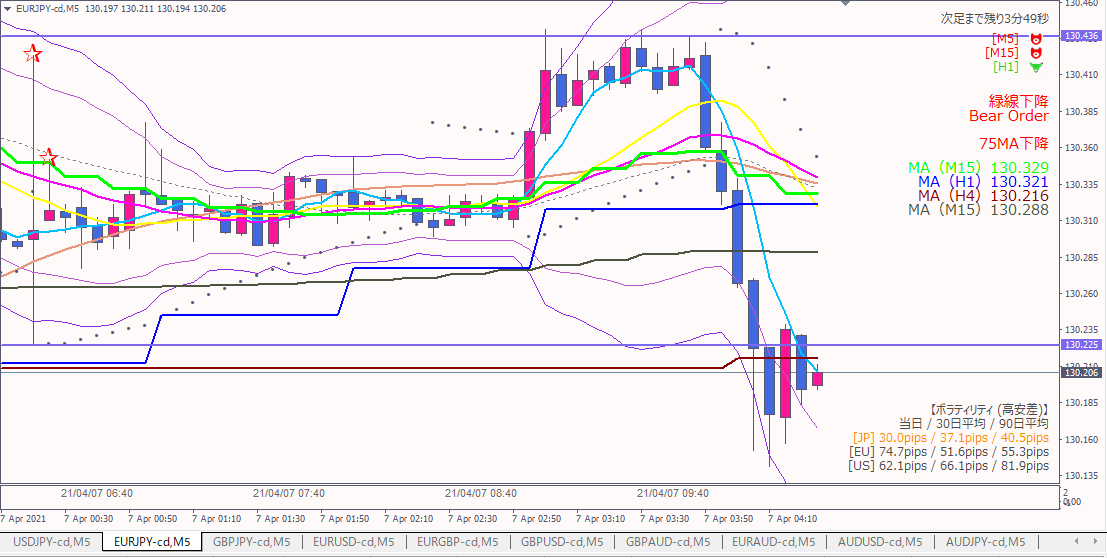 EURJPY-cd,M5 130.197 130.211 130.194 130.206
次足まで残り3分49秒
[M5]
[M15]
[H1]
緑線下降
Bear Order
75MA下降
MA (M15) 130.329
MA (H1) 130.321
MA (H4) 130.216
MA (M15) 130.288
130.460
130.436
130.410
130.385
130.360
130.335
130.310
130.285
130.260
130.235
130.225
130.206
130.185
130.160
130.135
【ボラティリティ (高安差)】
当日 / 30日平均 / 90日平均
[JP] 30.0pips / 37.1pips / 40.5pips
[EU] 74.7pips / 51.6pips / 55.3pips
[US] 62.1pips / 66.1pips / 81.9pips
21/04/07 06:40 21/04/07 07:40 21/04/07 08:40 21/04/07 09:40
7 Apr 2021 7 Apr 00:30 7 Apr 00:50 7 Apr 01:10 7 Apr 01:30 7 Apr 01:50 7 Apr 02:10 7 Apr 02:30 7 Apr 02:50 7 Apr 03:10 7 Apr 03:30 7 Apr 03:50 7 Apr 04:10
USDJPY-cd,M5 EURJPY-cd,M5 GBPJPY-cd,M5 EURUSD-cd,M5 EURGBP-cd,M5 GBPUSD-cd,M5 GBPAUD-cd,M5 EURAUD-cd,M5 AUDUSD-cd,M5 AUDJPY-cd,M5